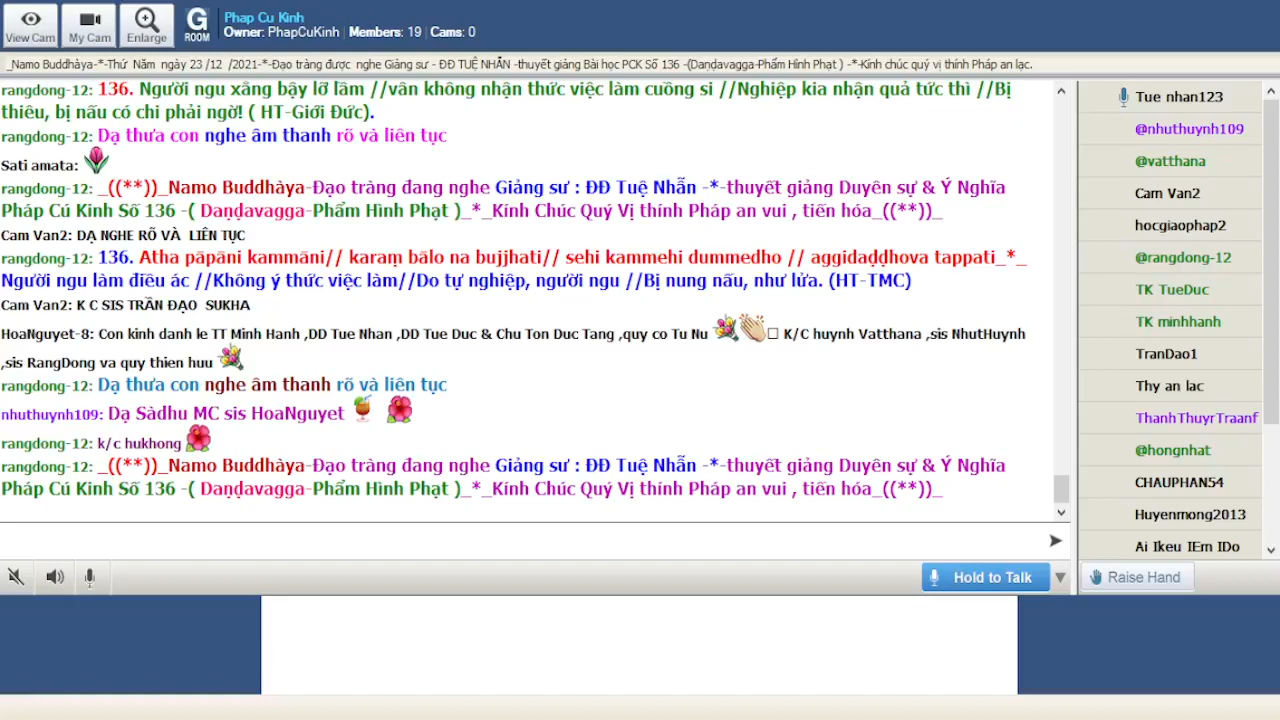 View Cam
My Cam
Enlarge
G
ROOM
Phap Cu Kinh
Owner: PhapCuKinh | Members: 19 | Cams: 0
_Namo Buddhàya-*-Thứ Năm ngày 23 /12 /2021-*-Đạo tràng được nghe Giảng sư - ĐĐ TUỆ NHẪN -thuyết giảng Bài học PCK Số 136 -(Daṇḍavagga-Phẩm Hình Phạt ) -*-Kính chúc quý vị thính Pháp an lạc.
rangdong-12: 136. Người ngu xằng bậy lỡ lầm //vân không nhận thức việc làm cuồng si //Nghiệp kia nhận quả tức thì //Bị
thiêu, bị nấu có chi phải ngờ! ( HT-Giới Đức).
rangdong-12: Dạ thưa con nghe âm thanh rõ và liên tục
Sati amata:
rangdong-12: _((**))_Namo Buddhàya-Đạo tràng đang nghe Giảng sư : ĐĐ Tuệ Nhẫn -*-thuyết giảng Duyên sự & Ý Nghĩa
Pháp Cú Kinh Số 136 -( Daṇḍavagga-Phẩm Hình Phạt )_*_Kính Chúc Quý Vị thính Pháp an vui , tiến hóa_((**))_
Cam Van2: DẠ NGHE RÕ VÀ LIÊN TỤC
rangdong-12: 136. Atha pāpāni kammāni// karaṃ bālo na bujjhati// sehi kammehi dummedho // aggidaḍḍhova tappati_*_
Người ngu làm điều ác //Không ý thức việc làm//Do tự nghiệp, người ngu //Bị nung nấu, như lửa. (HT-TMC)
Cam Van2: K C SIS TRẦN ĐẠO SUKHA
HoaNguyet-8: Con kinh danh le TT Minh Hanh ,DD Tue Nhan ,DD Tue Duc & Chu Ton Duc Tang ,quy co Tu Nu K/C huynh Vatthana ,sis NhutHuynh
,sis RangDong va quy thien huu
rangdong-12: Dạ thưa con nghe âm thanh rõ và liên tục
nhuthuynh109: Dạ Sàdhu MC sis HoaNguyet
rangdong-12: k/c hukhong
rangdong-12: _((**))_Namo Buddhàya-Đạo tràng đang nghe Giảng sư : ĐĐ Tuệ Nhẫn -*-thuyết giảng Duyên sự & Ý Nghĩa
Pháp Cú Kinh Số 136 -( Daṇḍavagga-Phẩm Hình Phạt )_*_Kính Chúc Quý Vị thính Pháp an vui , tiến hóa_((**))_
Hold to Talk
Tue nhan123
@nhuthuynh109
@vatthana
Cam Van2
hocgiaophap2
@rangdong-12
TK TueDuc
TK minhhanh
TranDao1
Thy an lac
ThanhThuyrTraanf
@hongnhat
CHAUPHAN54
Huyenmong2013
Ai Ikeu IEm IDo
Raise Hand